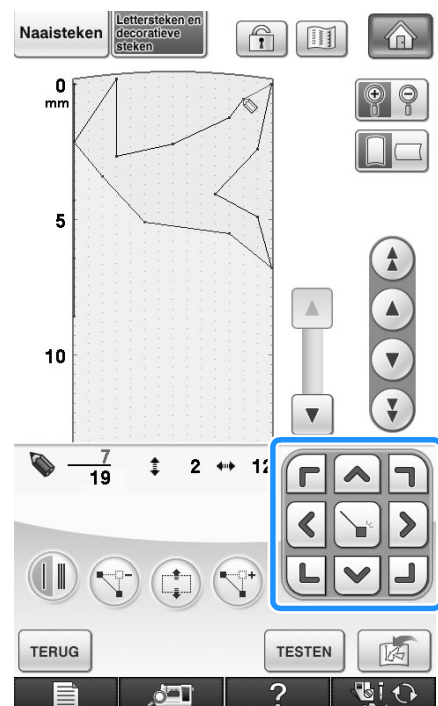 Naaisteken
Lettersteken en
decoratieve
steken
0
mm
5
10
7
19
2
12
TERUG
TESTEN
?